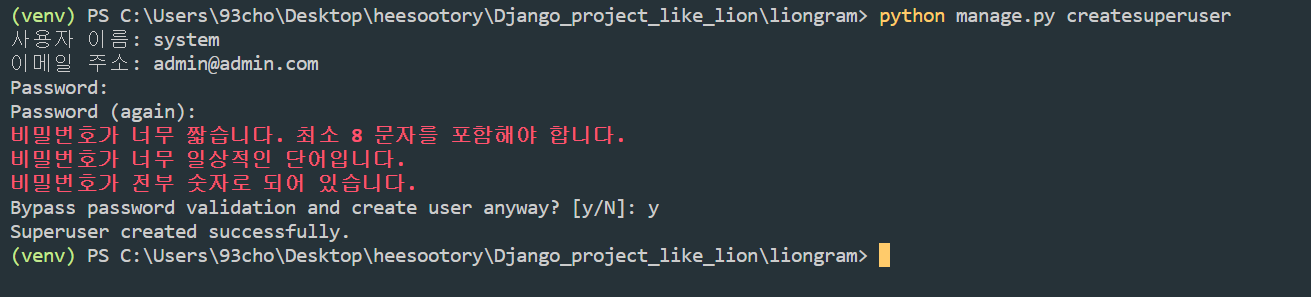 (venv) PS C:\Users\93cho\Desktop\heesootory\Django_project_like_lion\liongram> python manage.py createsuperuser
사용자 이름: system
이메일 주소: admin@admin.com
Password:
Password (again):
비밀번호가 너무 짧습니다. 최소 8 문자를 포함해야 합니다.
비밀번호가 너무 일상적인 단어입니다.
비밀번호가 전부 숫자로 되어 있습니다.
Bypass password validation and create user anyway? [y/N]: y
Superuser created successfully.
(venv) PS C:\Users\93cho\Desktop\heesootory\Django_project_like_lion\liongram>